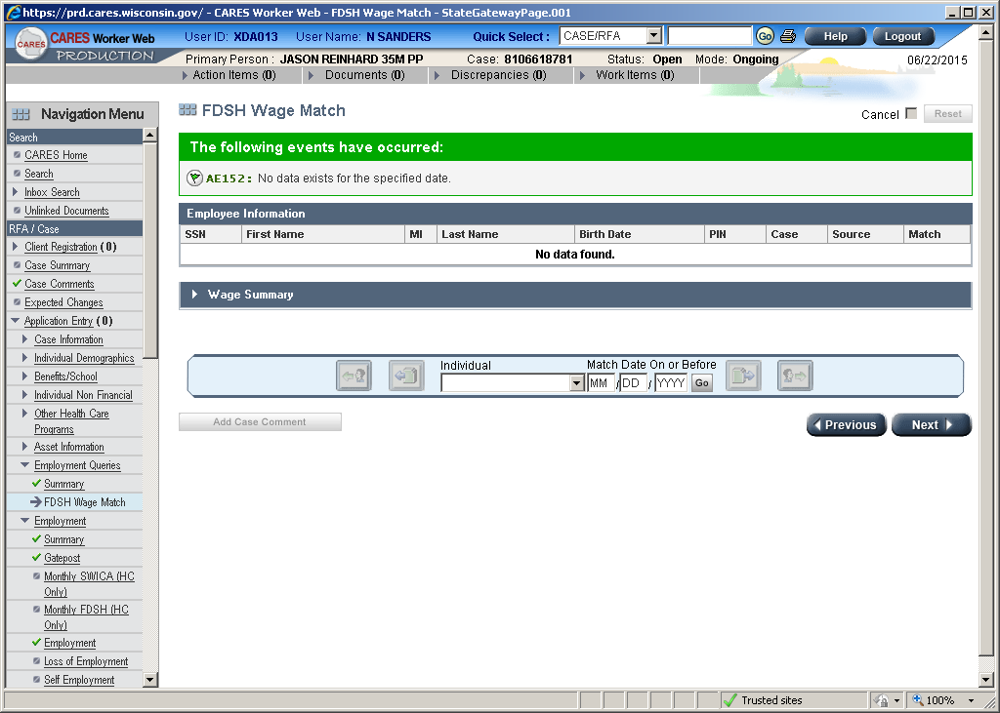 https://prd.cares.wisconsin.gov/ - CARES Worker Web - FDSH Wage Match - StateGatewayPage.001
CARES CARES Worker Web User ID: XDA013 User Name: N SANDERS Quick Select : CASE/RFA Go Help Logout
PRODUCTION Primary Person : JASON REINHARD 35M PP Case: 8106618781 Status: Open Mode: Ongoing 06/22/2015
Action Items (0) Documents (0) Discrepancies (0) Work Items (0)
Navigation Menu
Search
CARES Home
Search
Inbox Search
Unlinked Documents
RFA / Case
Client Registration (0)
Case Summary
Case Comments
Expected Changes
Application Entry (0)
Case Information
Individual Demographics
Benefits/School
Individual Non Financial
Other Health Care
Programs
Asset Information
Employment Queries
Summary
FDSH Wage Match
Employment
Summary
Gatepost
Monthly SWICA (HC
Only)
Monthly FDSH (HC
Only)
Employment
Loss of Employment
Self Employment
FDSH Wage Match
Cancel Reset
The following events have occurred:
AE152: No data exists for the specified date.
Employee Information
SSN First Name MI Last Name Birth Date PIN Case Source Match
No data found.
Wage Summary
Individual Match Date On or Before
MM / DD / YYYY Go
Add Case Comment Previous Next
Trusted sites 100%